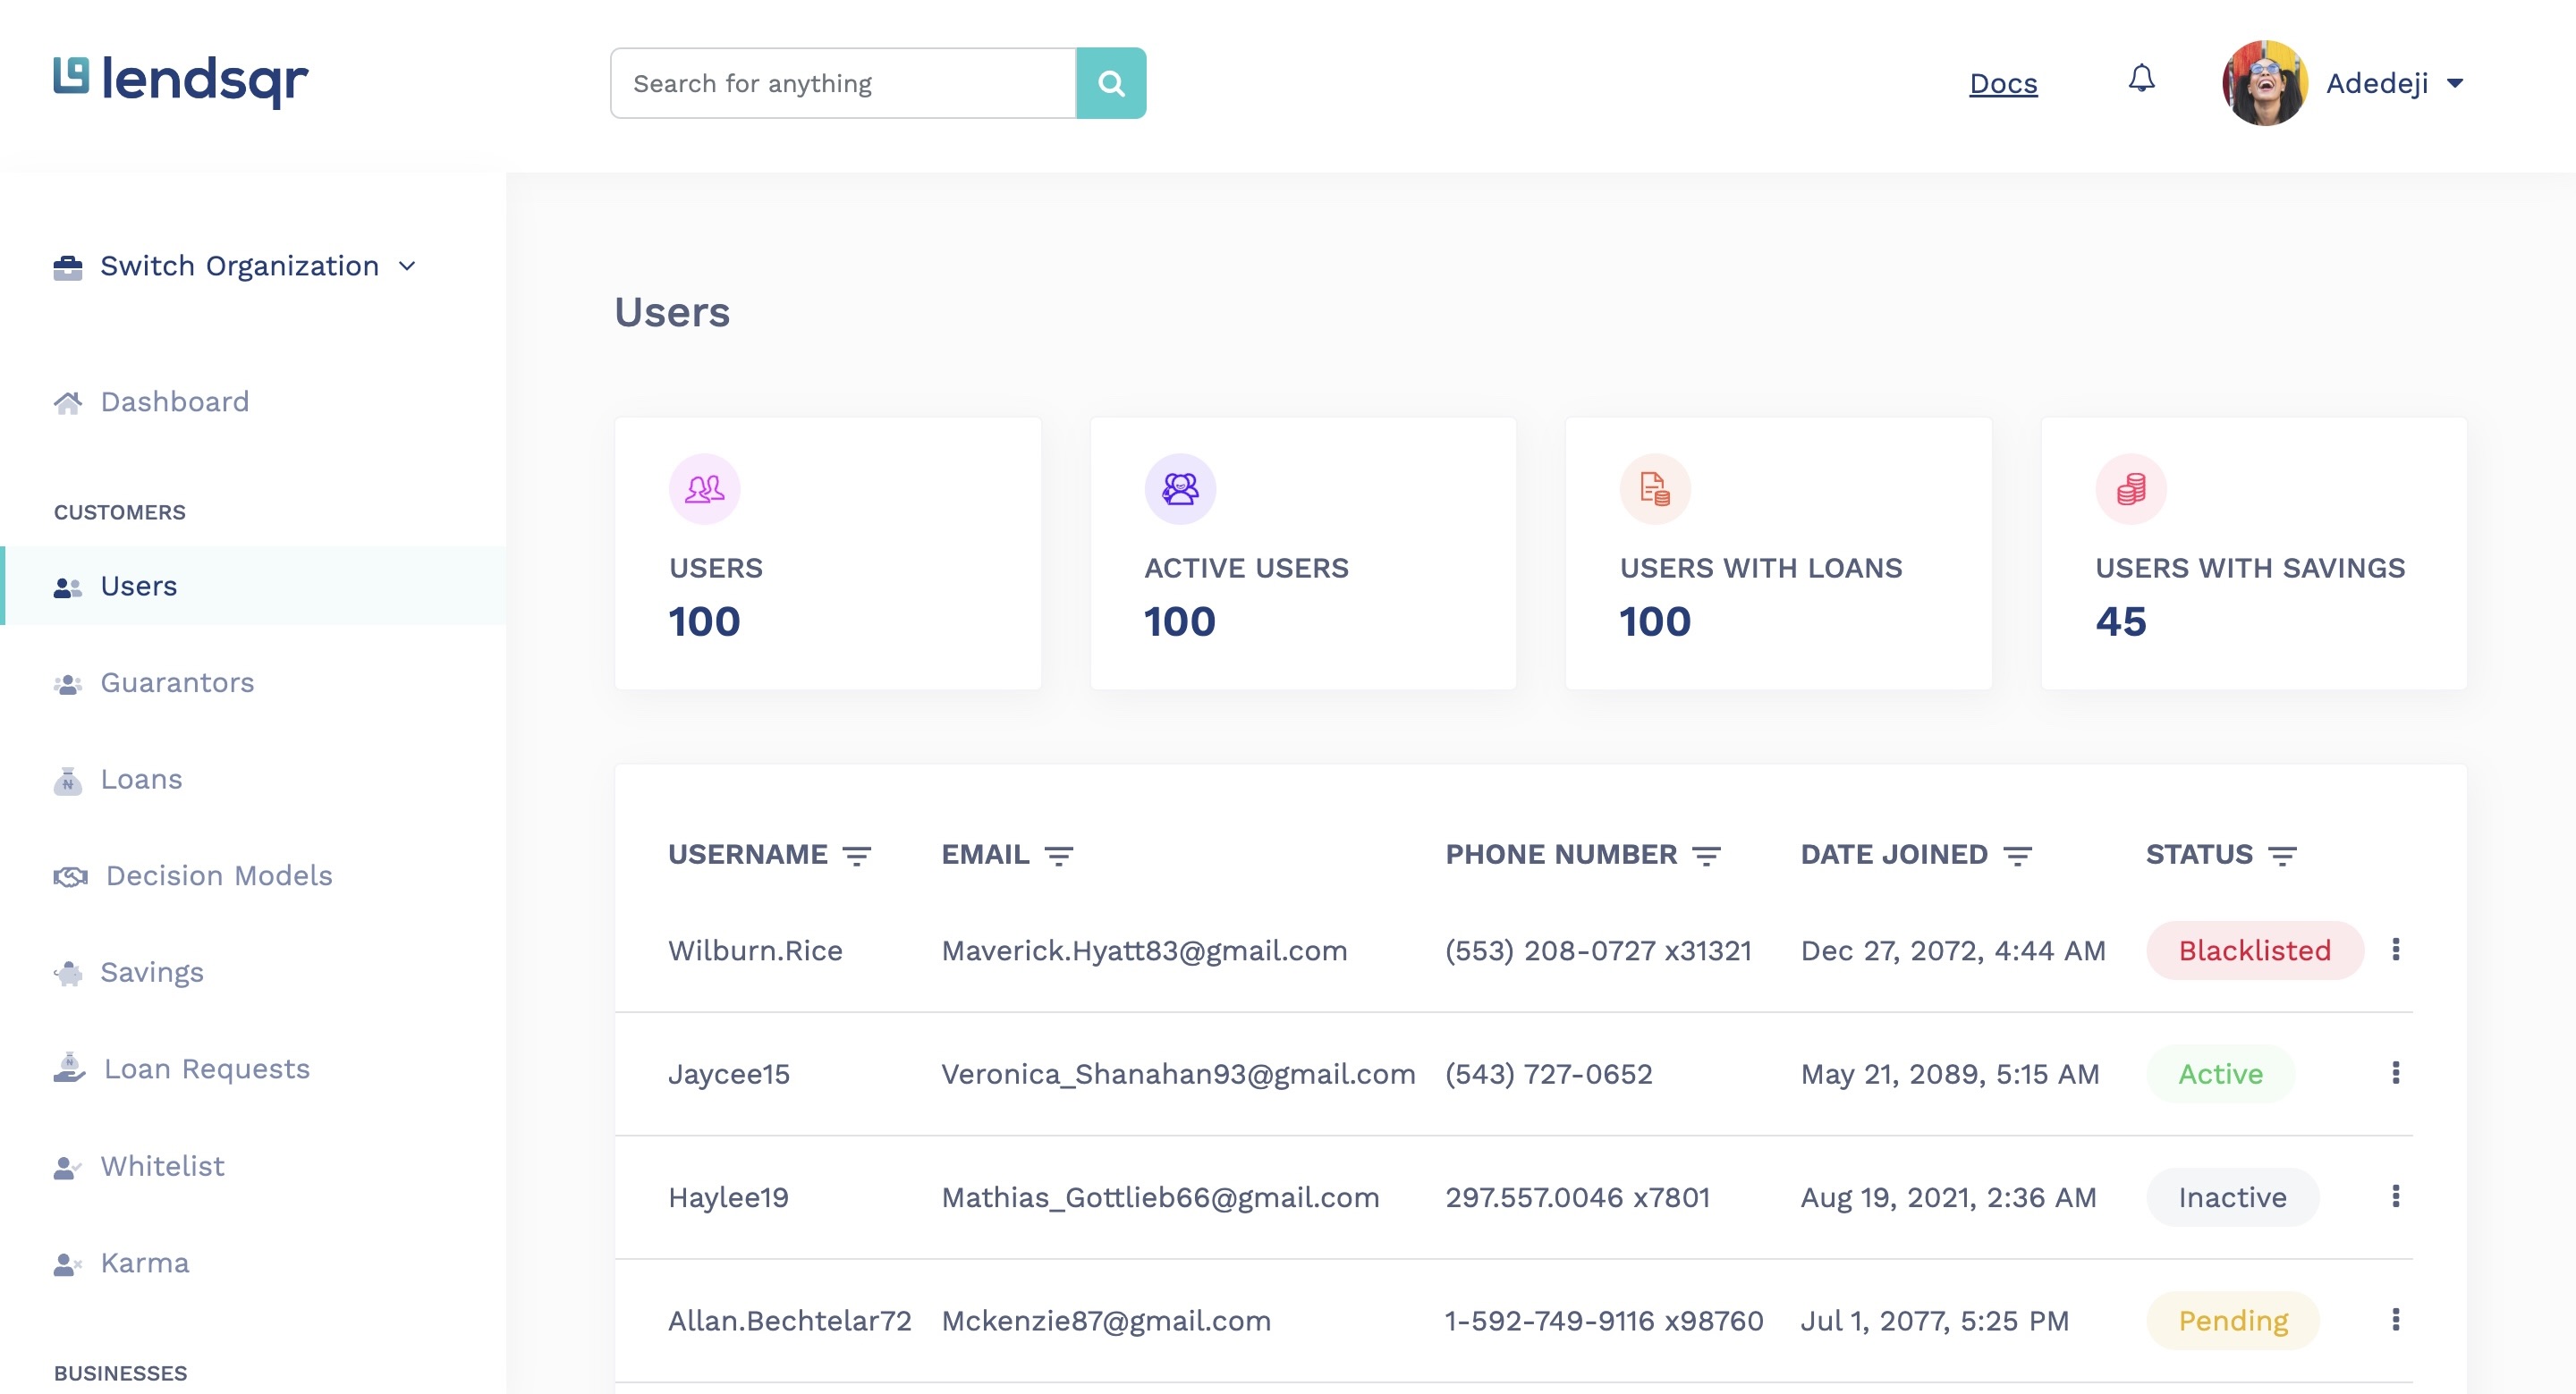 lendsqr
Search for anything
Docs
Adedeji
Switch Organization
Dashboard
CUSTOMERS
Users
Guarantors
Loans
Decision Models
Savings
Loan Requests
Whitelist
Karma
BUSINESSES
Users
USERS
100
ACTIVE USERS
100
USERS WITH LOANS
100
USERS WITH SAVINGS
45
USERNAME EMAIL PHONE NUMBER DATE JOINED STATUS
Wilburn.Rice Maverick.Hyatt83@gmail.com (553) 208-0727 x31321 Dec 27, 2072, 4:44 AM Blacklisted
Jaycee15 Veronica_Shanahan93@gmail.com (543) 727-0652 May 21, 2089, 5:15 AM Active
Haylee19 Mathias_Gottlieb66@gmail.com 297.557.0046 x7801 Aug 19, 2021, 2:36 AM Inactive
Allan.Bechtelar72 Mckenzie87@gmail.com 1-592-749-9116 x98760 Jul 1, 2077, 5:25 PM Pending